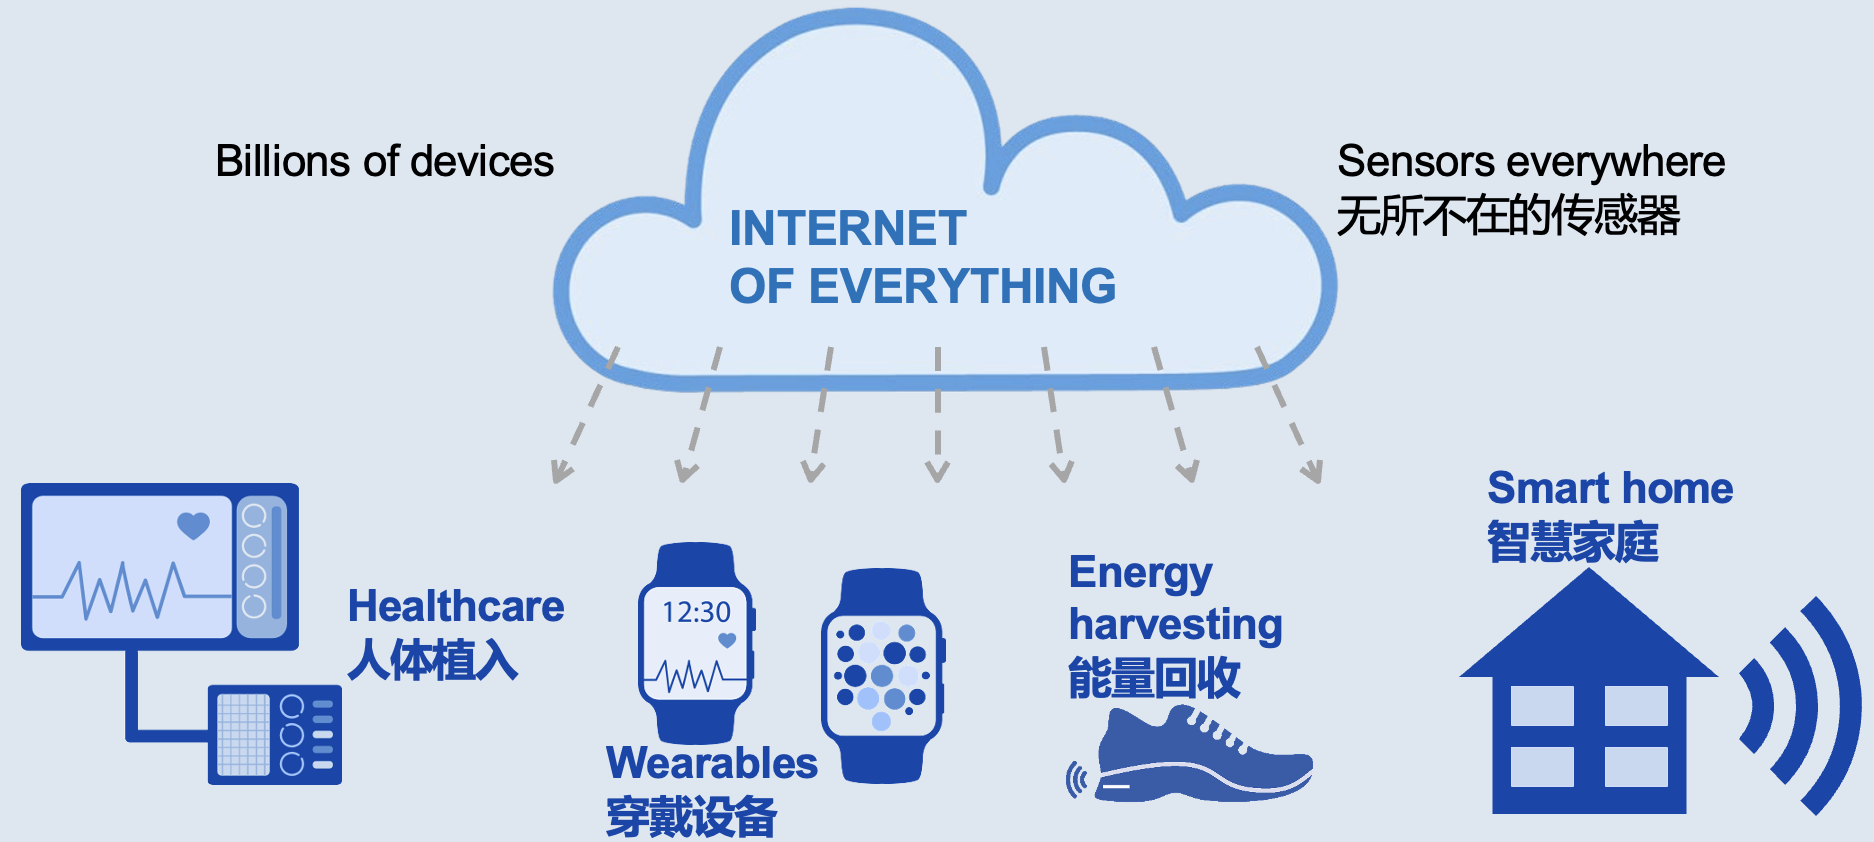 Billions of devices
INTERNET
OF EVERYTHING
Sensors everywhere
无所不在的传感器
Healthcare
人体植入
12:30
Wearables
穿戴设备
Energy
harvesting
能量回收
Smart home
智慧家庭